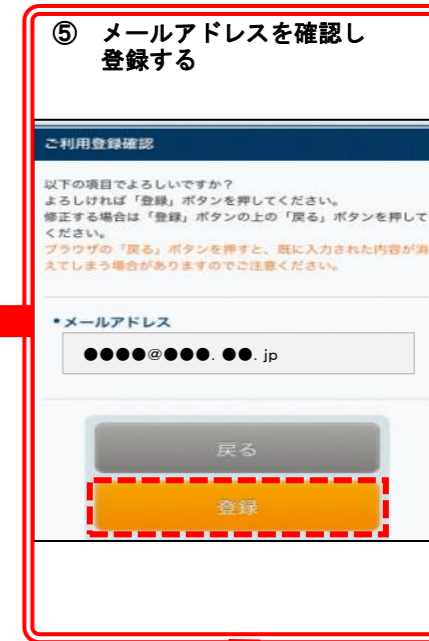 ⑤ メールアドレスを確認し
登録する
ご利用登録確認
以下の項目でよろしいですか？
よろしければ「登録」ボタンを押してください。
修正する場合は「登録」ボタンの上の「戻る」ボタンを押して
ください。
ブラウザの「戻る」ボタンを押すと、既に入力された内容が消
えてしまう場合がありますのでご注意ください。
•メールアドレス
●●●●@●●●.●●.jp
戻る
登録